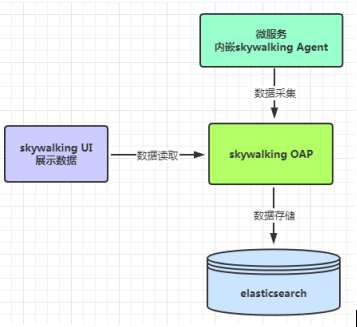 微服务
内嵌skywalking Agent
数据采集
skywalking UI
展示数据
数据读取
skywalking OAP
数据存储
elasticsearch